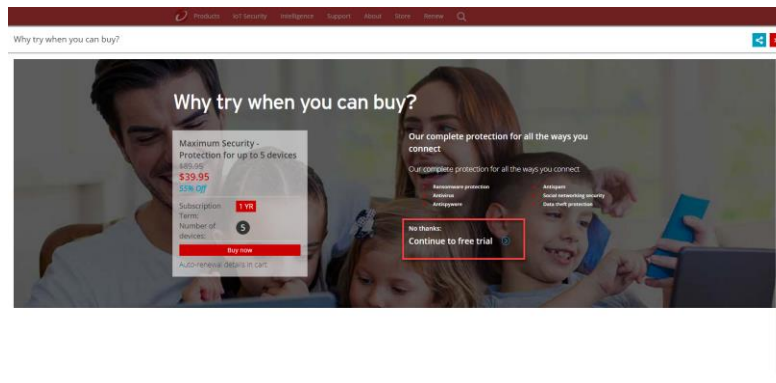 Products IoT Security Intelligence Support About Store Renew
Why try when you can buy?
Why try when you can buy?
Maximum Security -
Protection for up to 5 devices
$89.95
$39.95
55% Off
Subscription
Term:
1 YR
Number of
devices:
5
Buy now
Auto-renewal details in cart
Our complete protection for all the ways you
connect
Our complete protection for all the ways you connect
Ransomware protection
Antivirus
Antispyware
Antispam
Social networking security
Data theft protection
No thanks:
Continue to free trial